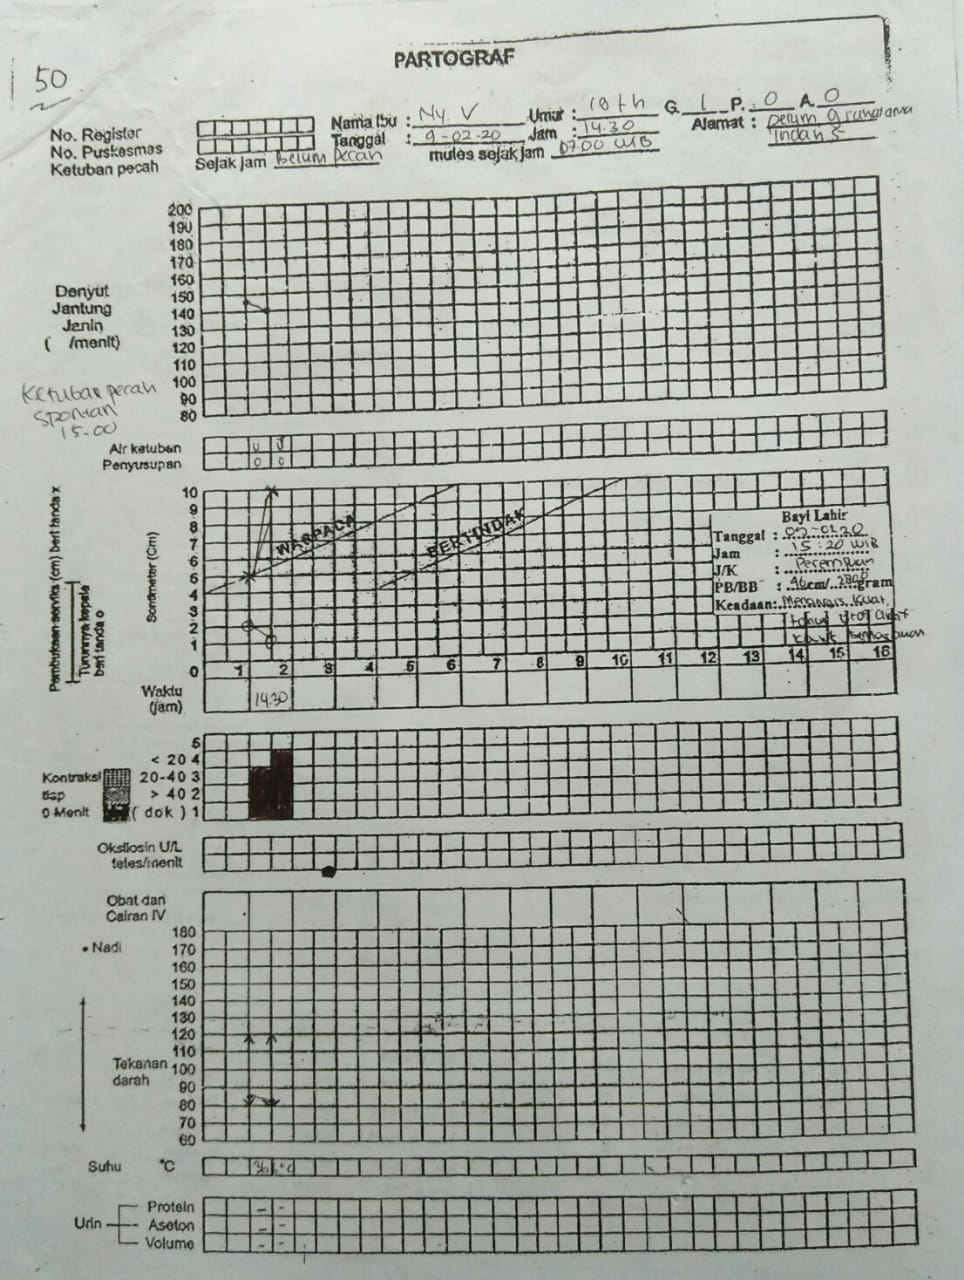 PARTOGRAF
50
No. Register
Nama Ibu : Ny. V Umur : 18 th G. 1 P. 0 A. 0
No. Puskesmas
Tanggal : 9-02-20 Jam : 14.30 Alamat : Perum
Ketuban pecah Sejak jam Belum Pecah mules sejak jam 07.00 WIB Indah 5
200
190
180
170
160
Denyut 150
Jantung 140
Jenin 130
( /menit) 120
110
100
90
80
Ketuban pecah
spontan
15.00
Air ketuban U U
Penyusupan 0 0
Pembukaan serviks (cm) beri tanda x
Turunnya kepala
beri tanda o
Sentimeter (Cm)
10
9
8
7
6
5
4
3
2
1
0
WASPADA
BERTINDAK
Bayi Lahir
Tanggal :
Jam : 15:20 WIB
J/K : Perempuan
PB/BB : 46cm/ 2800 gram
Keadaan: Menangis Kuat,
1 2 3 4 5 6 7 8 9 10 11 12 13 14 15 16
Waktu
(jam) 14.30
5
< 20 4
Kontraksi 20-40 3
tiap > 40 2
0 Menit ( dok ) 1
Oksitosin U/L
tetes/menit
Obat dan
Cairan IV
180
• Nadi 170
160
150
140
130
120
110
Tekanan 100
darah 90
80
70
60
Suhu °C
Protein - -
Urin Aseton - -
Volume - -